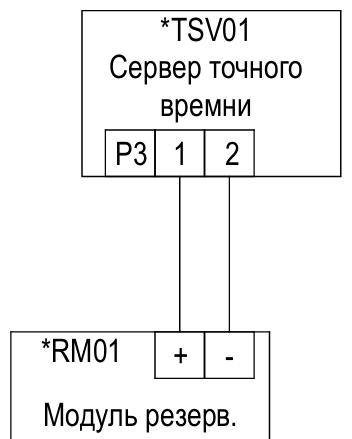 *TSV01
Сервер точного
времни
P3 1 2
*RM01 + -
Модуль резерв.